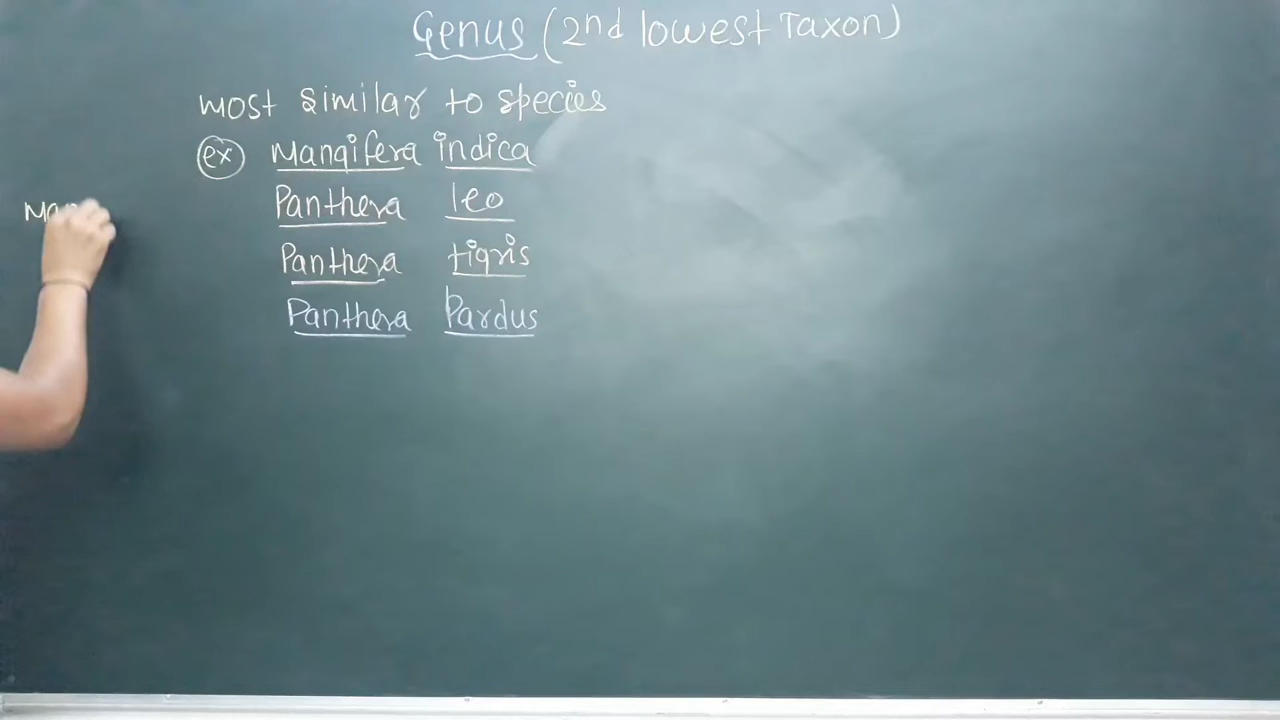 Genus (2nd lowest Taxon)
most similar to species
ex Mangifera indica
Panthera leo
Panthera tigris
Panthera Pardus